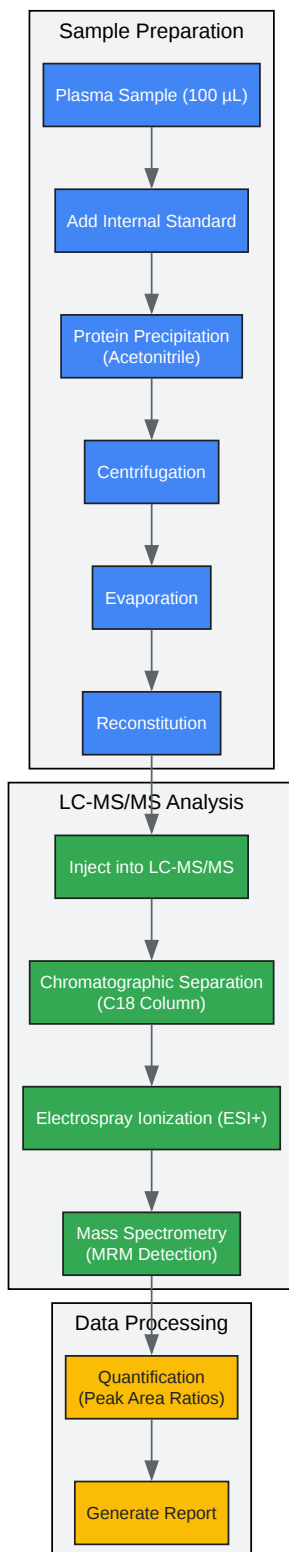 Sample Preparation
Plasma Sample (100 µL)
Add Internal Standard
Protein Precipitation
(Acetonitrile)
Centrifugation
Evaporation
Reconstitution
LC-MS/MS Analysis
Inject into LC-MS/MS
Chromatographic Separation
(C18 Column)
Electrospray Ionization (ESI+)
Mass Spectrometry
(MRM Detection)
Data Processing
Quantification
(Peak Area Ratios)
Generate Report